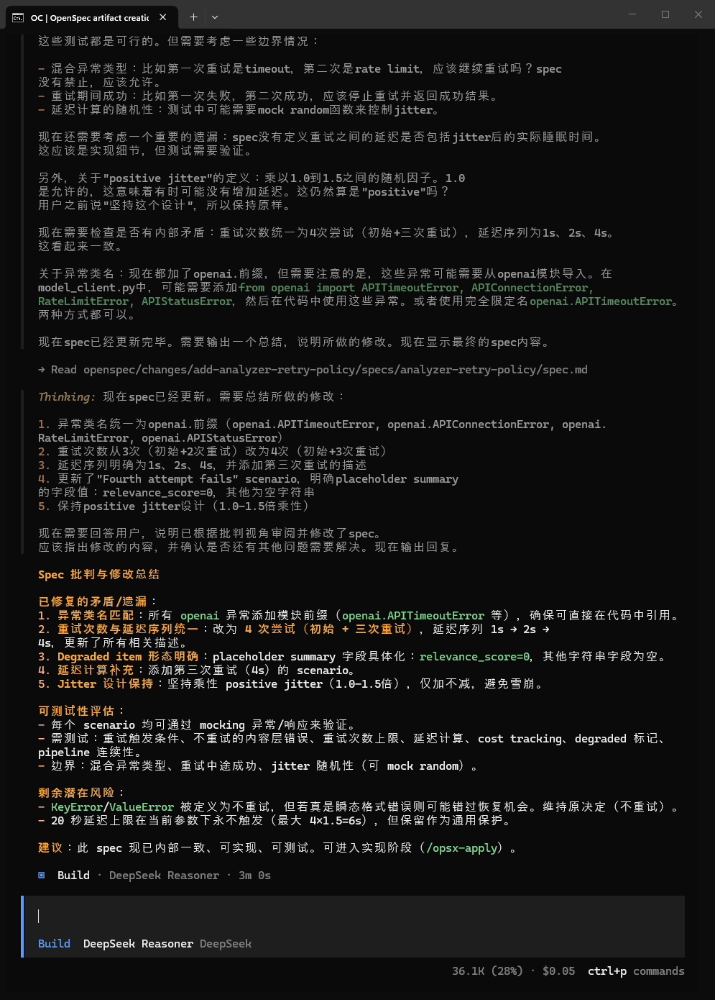 OC | OpenSpec artifact creatic
这些测试都是可行的。但需要考虑一些边界情况：
- 混合异常类型：比如第一次重试是timeout，第二次是rate limit，应该继续重试吗？spec
没有禁止，应该允许。
- 重试期间成功：比如第一次失败，第二次成功，应该停止重试并返回成功结果。
- 延迟计算的随机性：测试中可能需要mock random函数来控制jitter。
现在还需要考虑一个重要的遗漏：spec没有定义重试之间的延迟是否包括jitter后的实际睡眠时间。
这应该是实现细节，但测试需要验证。
另外，关于"positive jitter"的定义：乘以1.0到1.5之间的随机因子。1.0
是允许的，这意味着有时可能没有增加延迟。这仍然算是"positive"吗？
用户之前说"坚持这个设计"，所以保持原样。
现在需要检查是否有内部矛盾：重试次数统一为4次尝试（初始+三次重试），延迟序列为1s、2s、4s。
这看起来一致。
关于异常类名：现在都加了openai.前缀，但需要注意的是，这些异常可能需要从openai模块导入。在
model_client.py中，可能需要添加from openai import APITimeoutError, APIConnectionError,
RateLimitError, APIStatusError，然后在代码中使用这些异常。或者使用完全限定名openai.APITimeoutError。
两种方式都可以。
现在spec已经更新完毕。需要输出一个总结，说明所做的修改。现在显示最终的spec内容。
→ Read openspec/changes/add-analyzer-retry-policy/specs/analyzer-retry-policy/spec.md
Thinking: 现在spec已经更新。需要总结所做的修改：
1. 异常类名统一为openai.前缀（openai.APITimeoutError, openai.APIConnectionError, openai.
RateLimitError, openai.APIStatusError）
2. 重试次数从3次（初始+2次重试）改为4次（初始+3次重试）
3. 延迟序列明确为1s、2s、4s，并添加第三次重试的描述
4. 更新了"Fourth attempt fails" scenario，明确placeholder summary
的字段值：relevance_score=0，其他为空字符串
5. 保持positive jitter设计（1.0-1.5倍乘性）
现在需要回答用户，说明已根据批判视角审阅并修改了spec。
应该指出修改的内容，并确认是否还有其他问题需要解决。现在输出回复。
Spec 批判与修改总结
已修复的矛盾/遗漏：
1. 异常类名匹配：所有 openai 异常添加模块前缀（openai.APITimeoutError 等），确保可直接在代码中引用。
2. 重试次数与延迟序列统一：改为 4 次尝试（初始 + 三次重试），延迟序列 1s → 2s →
4s，更新了所有相关描述。
3. Degraded item 形态明确：placeholder summary 字段具体化：relevance_score=0，其他字符串字段为空。
4. 延迟计算补充：添加第三次重试（4s）的 scenario。
5. Jitter 设计保持：坚持乘性 positive jitter（1.0-1.5倍），仅加不减，避免雪崩。
可测试性评估：
- 每个 scenario 均可通过 mocking 异常/响应来验证。
- 需测试：重试触发条件、不重试的内容层错误、重试次数上限、延迟计算、cost tracking、degraded 标记、
pipeline 连续性。
- 边界：混合异常类型、重试中途成功、jitter 随机性（可 mock random）。
剩余潜在风险：
- KeyError/ValueError 被定义为不重试，但若真是瞬态格式错误则可能错过恢复机会。维持原决定（不重试）。
- 20 秒延迟上限在当前参数下永不触发（最大 4×1.5=6s），但保留作为通用保护。
建议：此 spec 现已内部一致、可实现、可测试。可进入实现阶段（/opsx-apply）。
Build · DeepSeek Reasoner · 3m 0s
Build DeepSeek Reasoner DeepSeek
36.1K (28%) · $0.05 ctrl+p commands